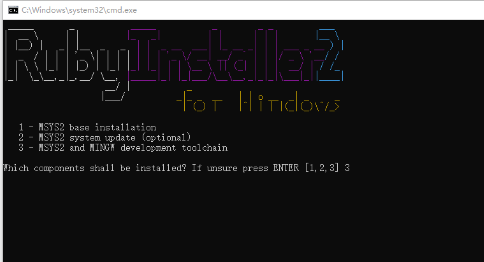 C:\Windows\system32\cmd.exe
RubyInstaller2
for Windows
1 - MSYS2 base installation
2 - MSYS2 system update (optional)
3 - MSYS2 and MINGW development toolchain
Which components shall be installed? If unsure press ENTER [1,2,3] 3